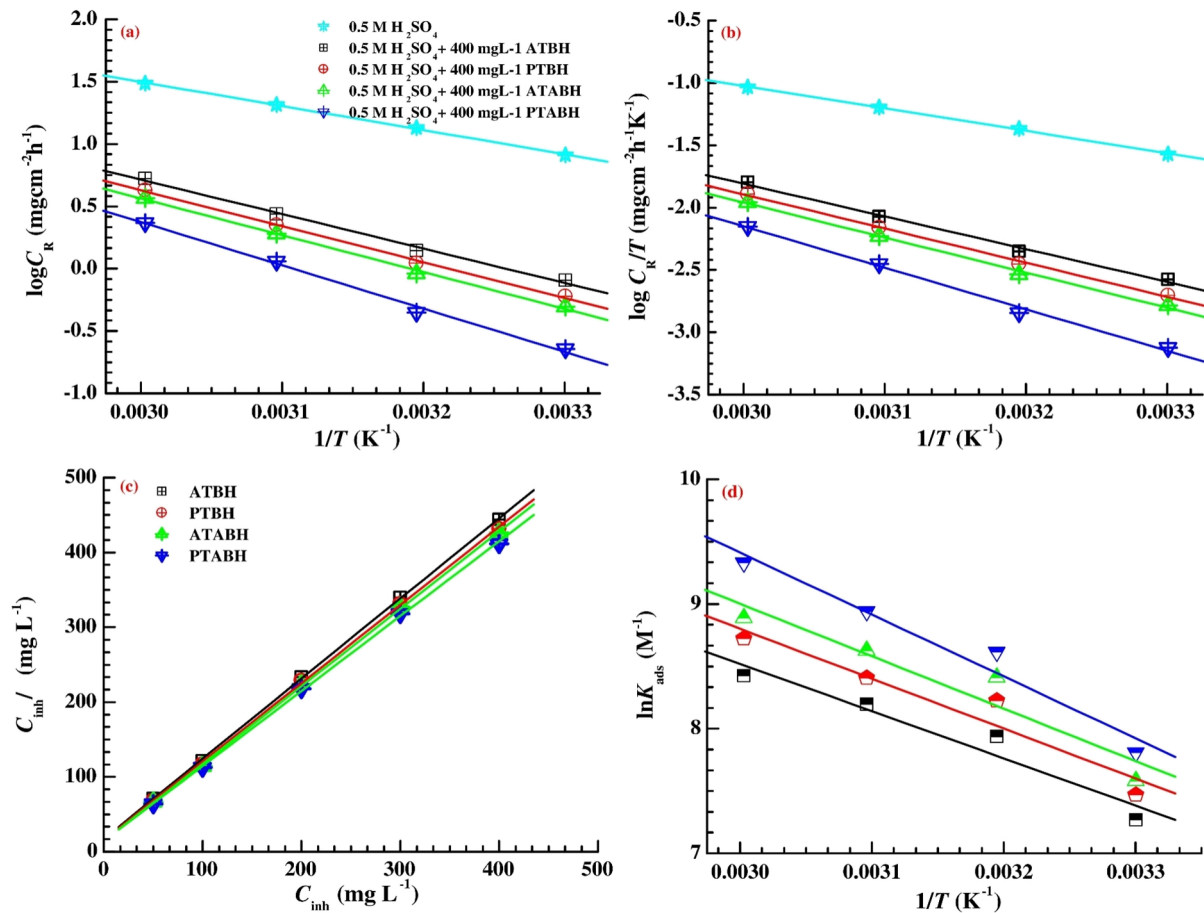 (a)
0.5 M H₂SO₄
0.5 M H₂SO₄+ 400 mgL-1 ATBH
0.5 M H₂SO₄+ 400 mgL-1 PTBH
0.5 M H₂SO₄+ 400 mgL-1 ATABH
0.5 M H₂SO₄+ 400 mgL-1 PTABH
logC_R (mgcm⁻²h⁻¹)
2.0
1.5
1.0
0.5
0.0
-0.5
-1.0
0.0030 0.0031 0.0032 0.0033
1/T (K⁻¹)
(b)
log C_R/T (mgcm⁻²h⁻¹K⁻¹)
-0.5
-1.0
-1.5
-2.0
-2.5
-3.0
-3.5
0.0030 0.0031 0.0032 0.0033
1/T (K⁻¹)
(c)
ATBH
PTBH
ATABH
PTABH
C_inh/ (mg L⁻¹)
500
400
300
200
100
0
0 100 200 300 400 500
C_inh (mg L⁻¹)
(d)
lnK_ads (M⁻¹)
10
9
8
7
0.0030 0.0031 0.0032 0.0033
1/T (K⁻¹)